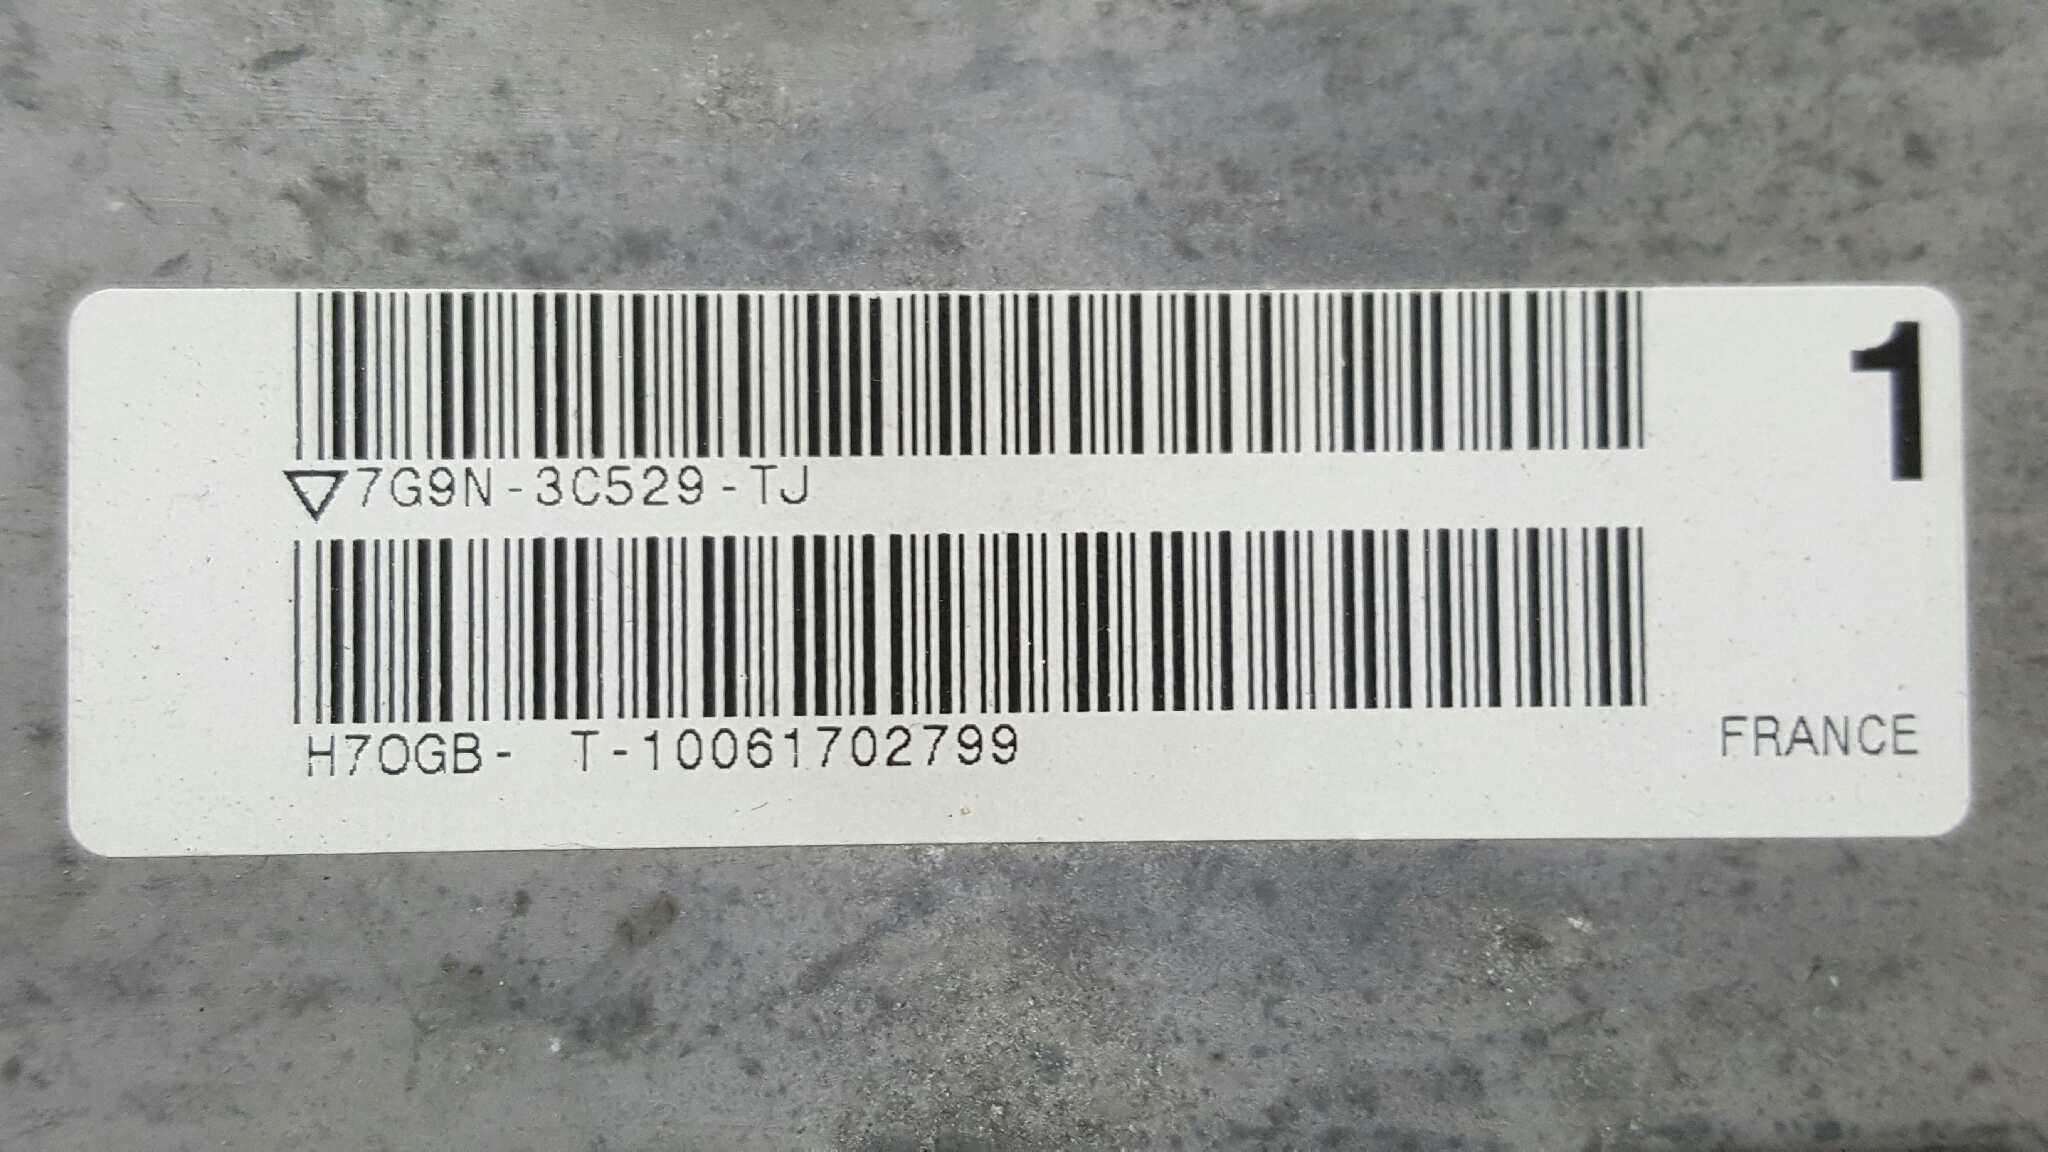 1
▽7G9N-3C529-TJ
H7OGB- T-10061702799
FRANCE